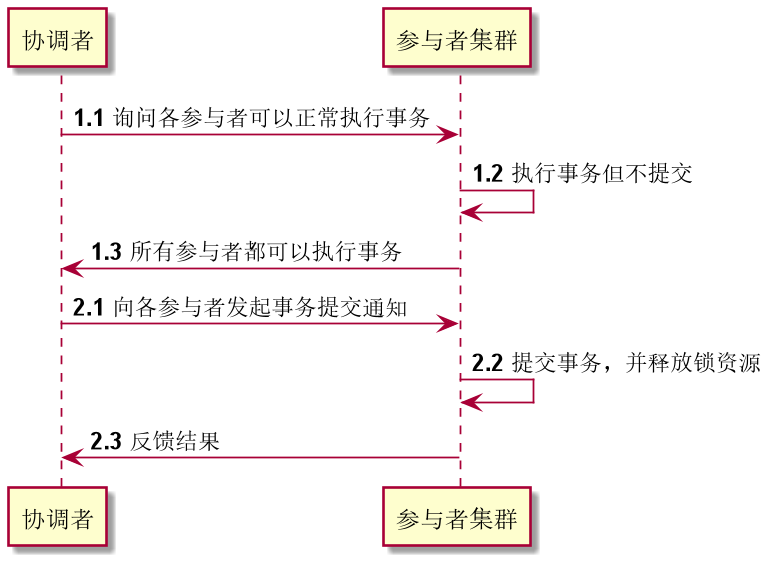 协调者
参与者集群
1.1 询问各参与者可以正常执行事务
1.2 执行事务但不提交
1.3 所有参与者都可以执行事务
2.1 向各参与者发起事务提交通知
2.2 提交事务，并释放锁资源
2.3 反馈结果
协调者
参与者集群